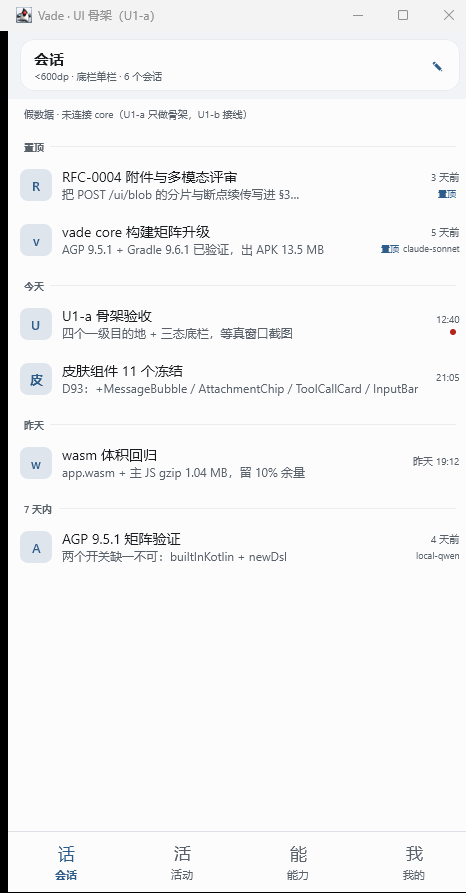 Vade · UI 骨架（U1-a）
会话
<600dp · 底栏单栏 · 6 个会话
假数据 · 未连接 core（U1-a 只做骨架，U1-b 接线）
置顶
R
RFC-0004 附件与多模态评审
3 天前
把 POST /ui/blob 的分片与断点续传写进 §3...
置顶
v
vade core 构建矩阵升级
5 天前
AGP 9.5.1 + Gradle 9.6.1 已验证，出 APK 13.5 MB
置顶 claude-sonnet
今天
U
U1-a 骨架验收
12:40
四个一级目的地 + 三态底栏，等真窗口截图
皮
皮肤组件 11 个冻结
21:05
D93：+MessageBubble / AttachmentChip / ToolCallCard / InputBar
昨天
w
wasm 体积回归
昨天 19:12
app.wasm + 主 JS gzip 1.04 MB，留 10% 余量
7 天内
A
AGP 9.5.1 矩阵验证
4 天前
两个开关缺一不可：builtInKotlin + newDsl
local-qwen
话 活 能 我
会话 活动 能力 我的